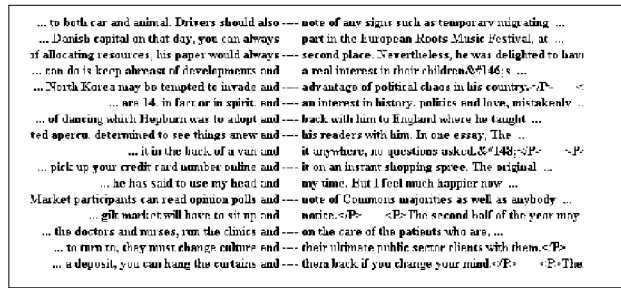 ... to both car and animal. Drivers should also ---- note of any signs such as temporary migrating ...
... Danish capital on that day, you can always part in the European Roots Music Festival, at ...
of allocating resources, his paper would always second place. Nevertheless, he was delighted to have
... can do is keep abreast of developments and a real interest in their children&#146;s ...
... North Korea may be tempted to invade and ---- advantage of political chaos in his country.</P> <
... are 14, in fact or in spirit, and ---- an interest in history, politics and love, mistakenly ..
... of dancing which Hepburn was to adopt and ---- back with him to England where he taught ...
ted apercu, determined to see things anew and ---- his readers with him. In one essay, The ...
... it in the back of a van and it anywhere, no questions asked.&#148;</P> <P>
... pick up your credit card number online and ---- it on an instant shopping spree. The original ...
... he has said to use my head and ---- my time. But I feel much happier now ...
Market participants can read opinion polls and ---- note of Commons majorities as well as anybody ...
... gilt market will have to sit up and ---- notice.</P> <P>The second half of the year may
... the doctors and nurses, run the clinics and ---- on the care of the patients who are, ...
... to turn to, they must change culture and ---- their ultimate public sector clients with them.</P>
... a deposit, you can hang the curtains and ---- them back if you change your mind.</P> <P>The